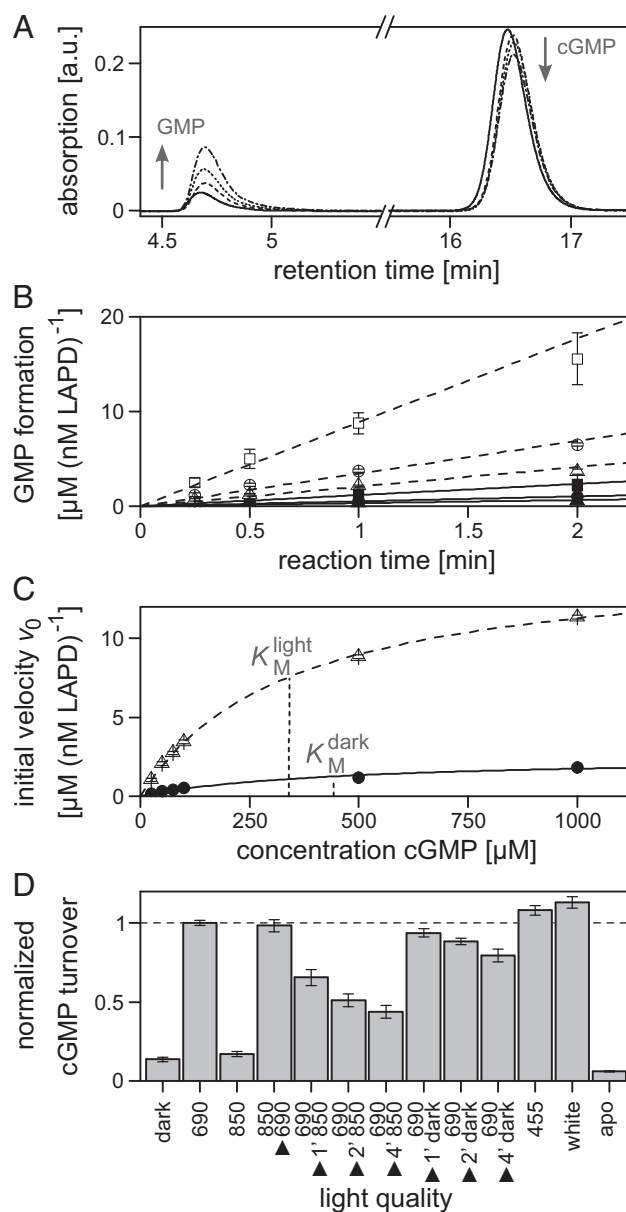 A
absorption [a.u.]
0.2
0.1
0
GMP
cGMP
4.5 5 16 17
retention time [min]
B
GMP formation
[µM (nM LAPD)⁻¹]
20
10
0
0 0.5 1 1.5 2
reaction time [min]
C
initial velocity v₀
[µM (nM LAPD)⁻¹]
10
5
0
K_M^light
K_M^dark
0 250 500 750 1000
concentration cGMP [µM]
D
normalized
cGMP turnover
1
0.5
0
dark
690
850
850 ▲ 690
690 ▲ 1' 850
690 ▲ 2' 850
690 ▲ 4' 850
690 ▲ 1' dark
690 ▲ 2' dark
690 ▲ 4' dark
455
white
apo
light quality